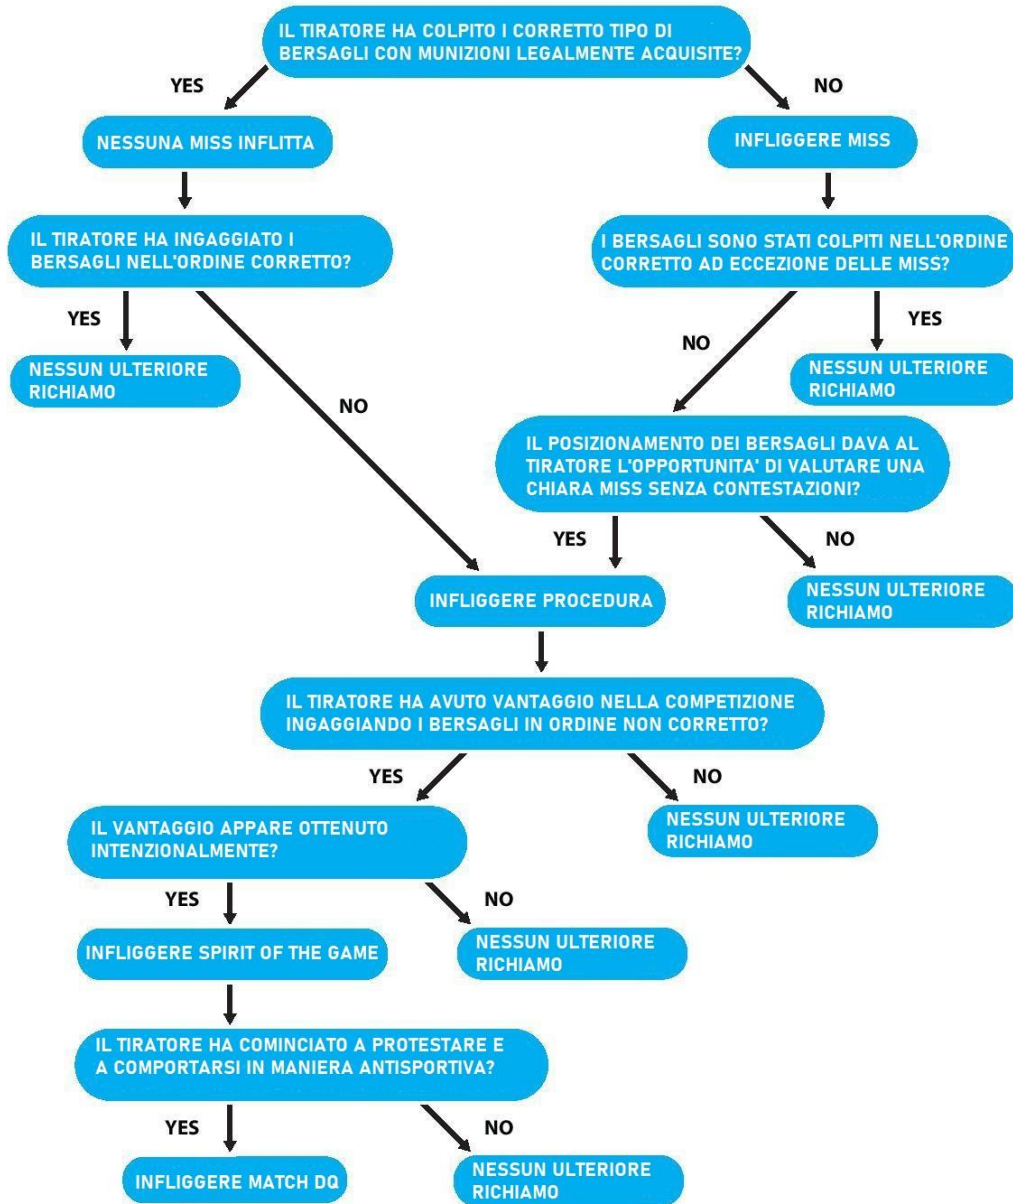 IL TIRATORE HA COLPITO I CORRETTO TIPO DI
BERSAGLI CON MUNIZIONI LEGALMENTE ACQUISITE?
YES
NO
NESSUNA MISS INFLITTA
INFLIGGERE MISS
IL TIRATORE HA INGAGGIATO I
BERSAGLI NELL'ORDINE CORRETTO?
I BERSAGLI SONO STATI COLPITI NELL'ORDINE
CORRETTO AD ECCEZIONE DELLE MISS?
YES
NO
NO
YES
NESSUN ULTERIORE
RICHIAMO
NESSUN ULTERIORE
RICHIAMO
IL POSIZIONAMENTO DEI BERSAGLI DAVA AL
TIRATORE L'OPPORTUNITA' DI VALUTARE UNA
CHIARA MISS SENZA CONTESTAZIONI?
YES
NO
INFLIGGERE PROCEDURA
NESSUN ULTERIORE
RICHIAMO
IL TIRATORE HA AVUTO VANTAGGIO NELLA COMPETIZIONE
INGAGGIANDO I BERSAGLI IN ORDINE NON CORRETTO?
YES
NO
IL VANTAGGIO APPARE OTTENUTO
INTENZIONALMENTE?
NESSUN ULTERIORE
RICHIAMO
YES
NO
INFLIGGERE SPIRIT OF THE GAME
NESSUN ULTERIORE
RICHIAMO
IL TIRATORE HA COMINCIATO A PROTESTARE E
A COMPORTARSI IN MANIERA ANTISPORTIVA?
YES
NO
INFLIGGERE MATCH DQ
NESSUN ULTERIORE
RICHIAMO